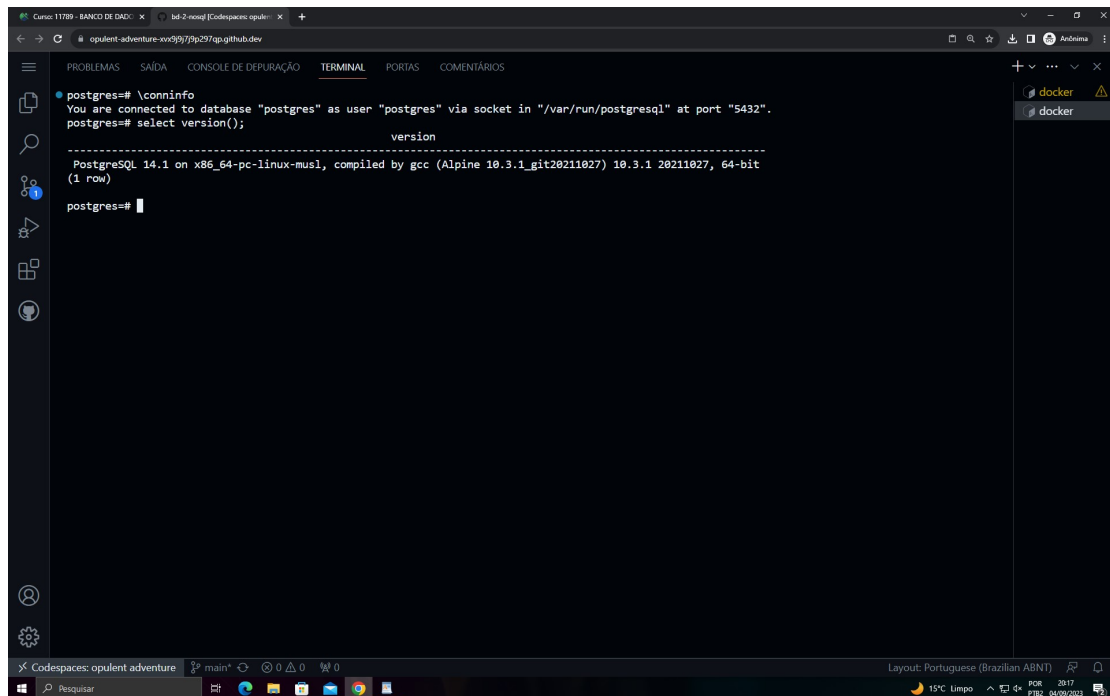 Curso: 11789 - BANCO DE DADO
bd-2-nosql [Codespaces: opulent
opulent-adventure-xvx9j9j7j9p297qp.github.dev
Anônima
PROBLEMAS SAÍDA CONSOLE DE DEPURAÇÃO TERMINAL PORTAS COMENTÁRIOS
postgres=# \conninfo
You are connected to database "postgres" as user "postgres" via socket in "/var/run/postgresql" at port "5432".
postgres=# select version();
version
---------------------------------------------------------------------------------------------------------------
PostgreSQL 14.1 on x86_64-pc-linux-musl, compiled by gcc (Alpine 10.3.1_git20211027) 10.3.1 20211027, 64-bit
(1 row)
postgres=#
docker
docker
1
Codespaces: opulent adventure main* 0 0 0 Layout: Portuguese (Brazilian ABNT)
Pesquisar 15°C Limpo POR 20:17
PTB2 04/09/2023